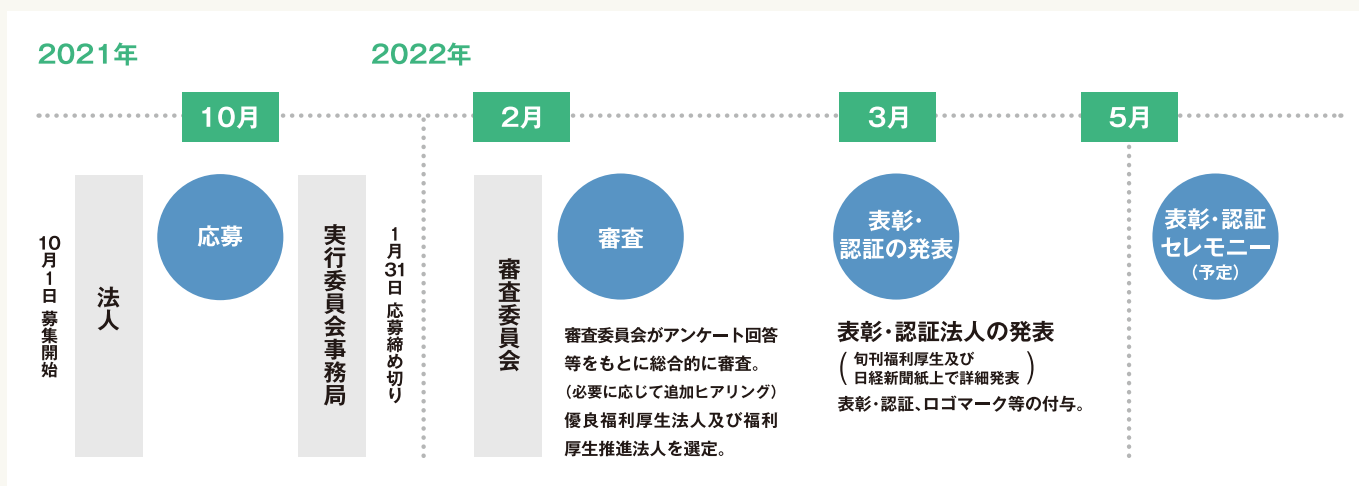 2021年
2022年
10月
2月
3月
5月
10月1日 募集開始
法人
応募
実行委員会事務局
1月31日 応募締め切り
審査委員会
審査
審査委員会がアンケート回答
等をもとに総合的に審査。
（必要に応じて追加ヒアリング）
優良福利厚生法人及び福利
厚生推進法人を選定。
表彰・
認証の発表
表彰・認証法人の発表
（旬刊福利厚生及び
日経新聞紙上で詳細発表）
表彰・認証、ロゴマーク等の付与。
表彰・認証
セレモニー
（予定）